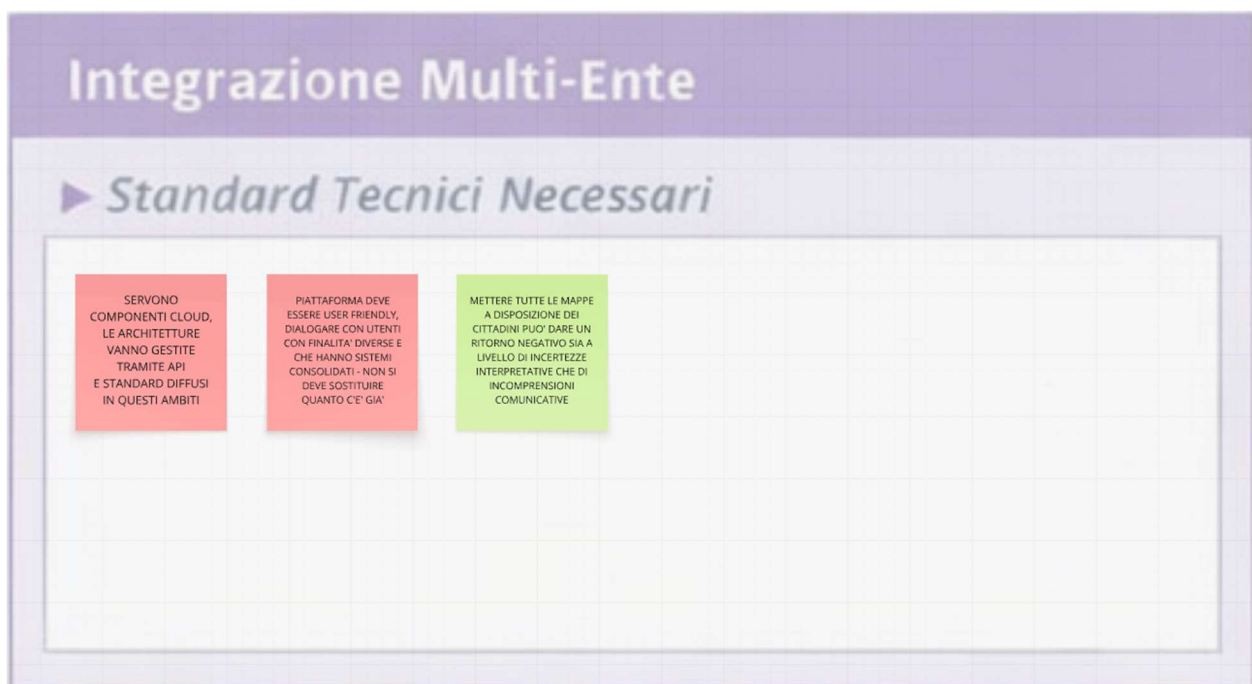 Integrazione Multi-Ente
Standard Tecnici Necessari
SERVONO
COMPONENTI CLOUD,
LE ARCHITETTURE
VANNO GESTITE
TRAMITE API
E STANDARD DIFFUSI
IN QUESTI AMBITI
PIATTAFORMA DEVE
ESSERE USER FRIENDLY,
DIALOGARE CON UTENTI
CON FINALITA' DIVERSE E
CHE HANNO SISTEMI
CONSOLIDATI - NON SI
DEVE SOSTITUIRE
QUANTO C'E' GIA'
METTERE TUTTE LE MAPPE
A DISPOSIZIONE DEI
CITTADINI PUO' DARE UN
RITORNO NEGATIVO SIA A
LIVELLO DI INCERTEZZE
INTERPRETATIVE CHE DI
INCOMPRENSIONI
COMUNICATIVE